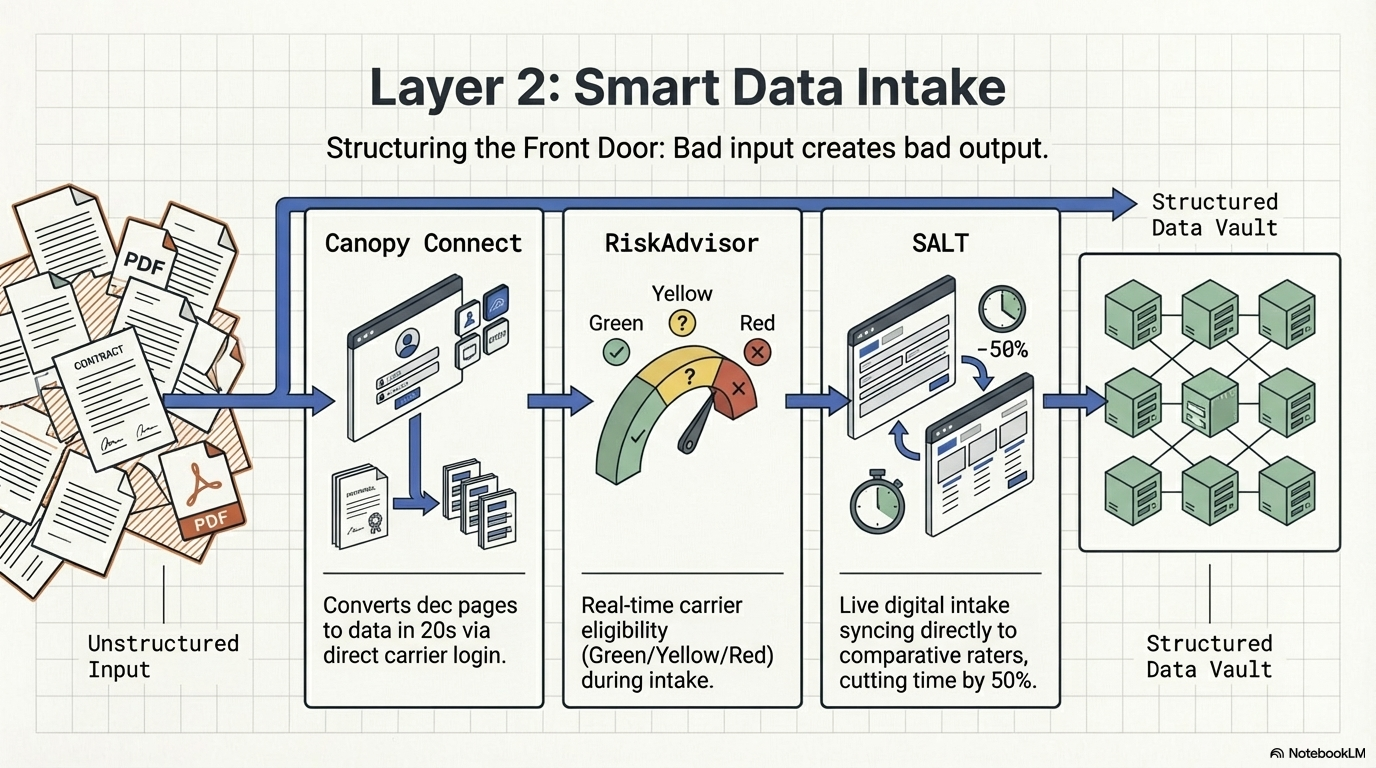 Layer 2: Smart Data Intake
Structuring the Front Door: Bad input creates bad output.
Structured
Data Vault
PDF
CONTRACT
PDF
Unstructured
Input
Canopy Connect
Converts dec pages
to data in 20s via
direct carrier login.
RiskAdvisor
Yellow
?
Green
Red
?
Real-time carrier
eligibility
(Green/Yellow/Red)
during intake.
SALT
-50%
Live digital intake
syncing directly to
comparative raters,
cutting time by 50%.
Structured
Data Vault
NotebookLM